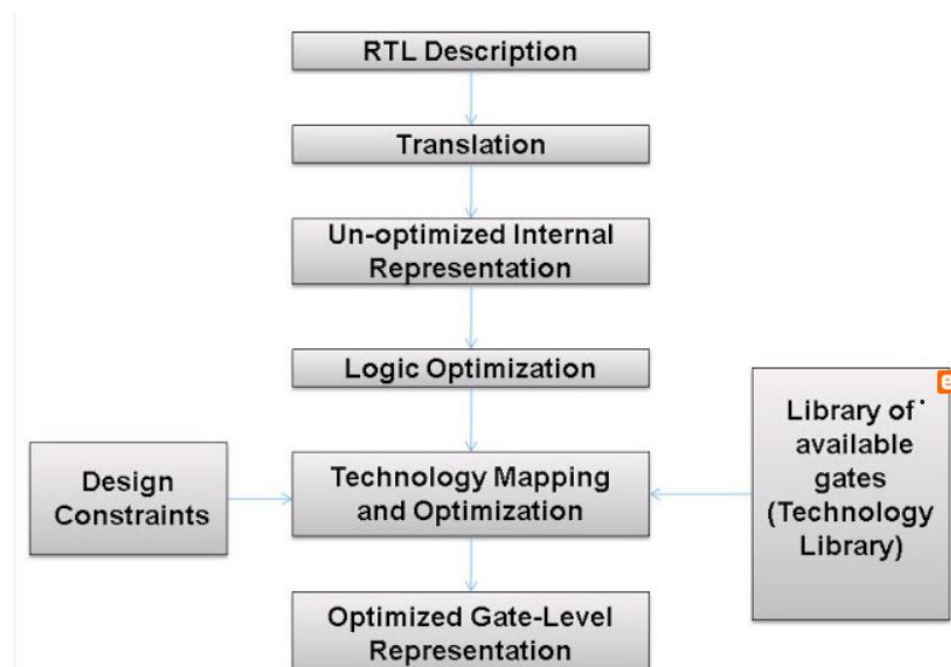 RTL Description
Translation
Un-optimized Internal
Representation
Logic Optimization
Design
Constraints
Technology Mapping
and Optimization
Library of
available
gates
(Technology
Library)
Optimized Gate-Level
Representation
e